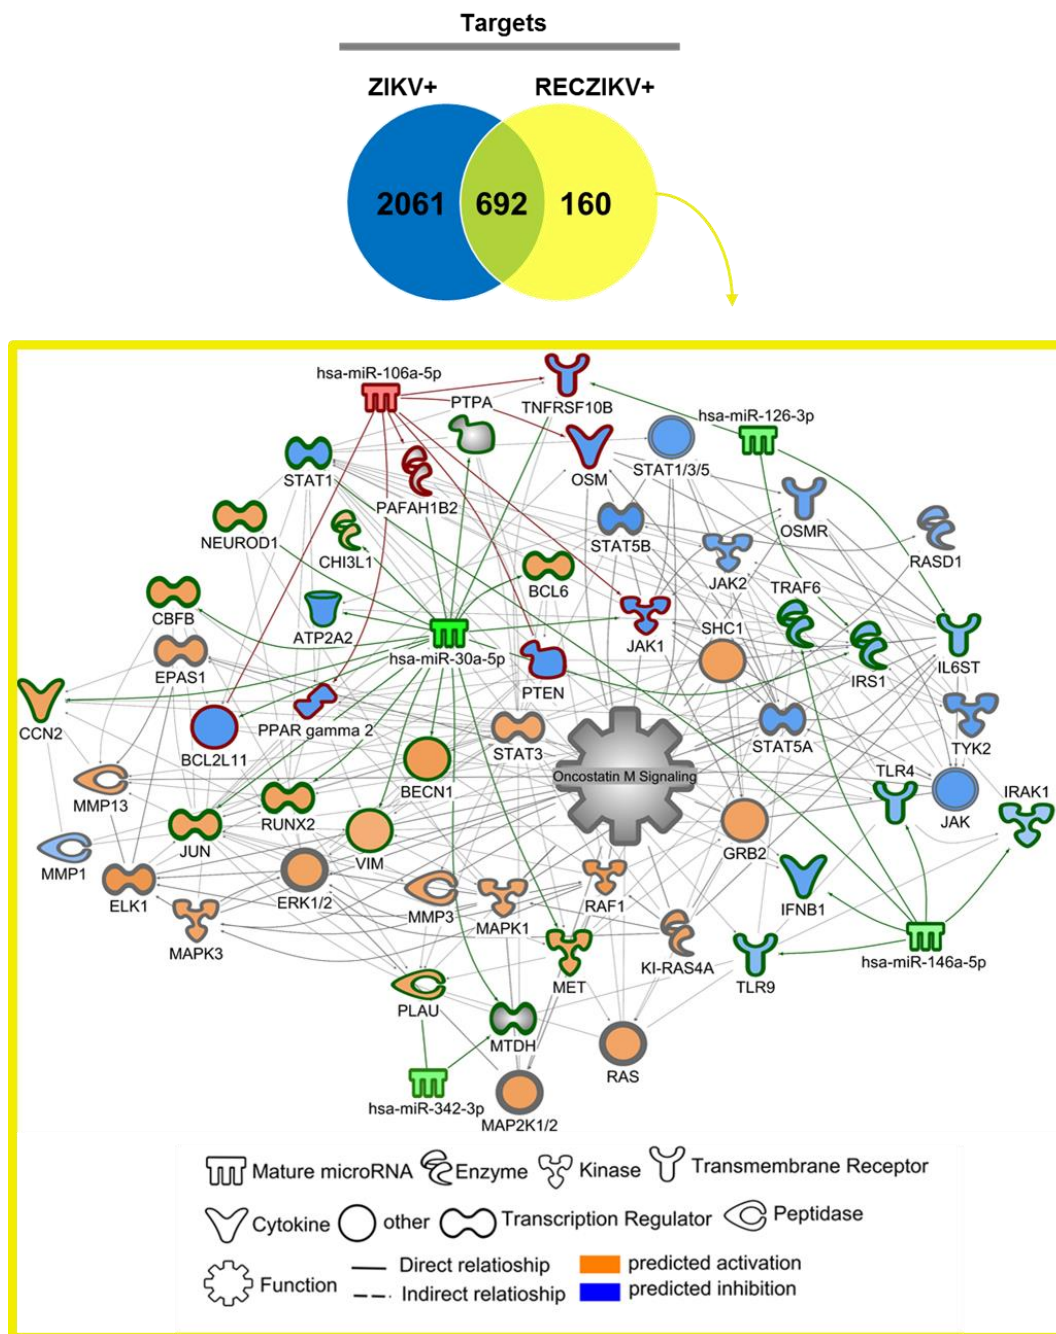 Targets
ZIKV+ RECZIKV+
2061 692 160
hsa-miR-106a-5p
PTPA
TNFRSF10B
hsa-miR-126-3p
STAT1
PAFAH1B2
OSM
STAT1/3/5
OSMR
NEUROD1
CHI3L1
STAT5B
JAK2
RASD1
BCL6
TRAF6
CBFB
ATP2A2
hsa-miR-30a-5p
JAK1
SHC1
IRS1
IL6ST
EPAS1
PTEN
CCN2
BCL2L11
PPAR gamma 2
STAT3
STAT5A
TYK2
MMP13
BECN1
Oncostatin M Signaling
TLR4
JAK
IRAK1
RUNX2
JUN
VIM
GRB2
MMP1
ELK1
ERK1/2
MMP3
MAPK1
RAF1
IFNB1
MAPK3
KI-RAS4A
TLR9
hsa-miR-146a-5p
PLAU
MET
MTDH
RAS
hsa-miR-342-3p
MAP2K1/2
Mature microRNA Enzyme Kinase Transmembrane Receptor
Cytokine other Transcription Regulator Peptidase
Function Direct relatioship predicted activation
Indirect relatioship predicted inhibition